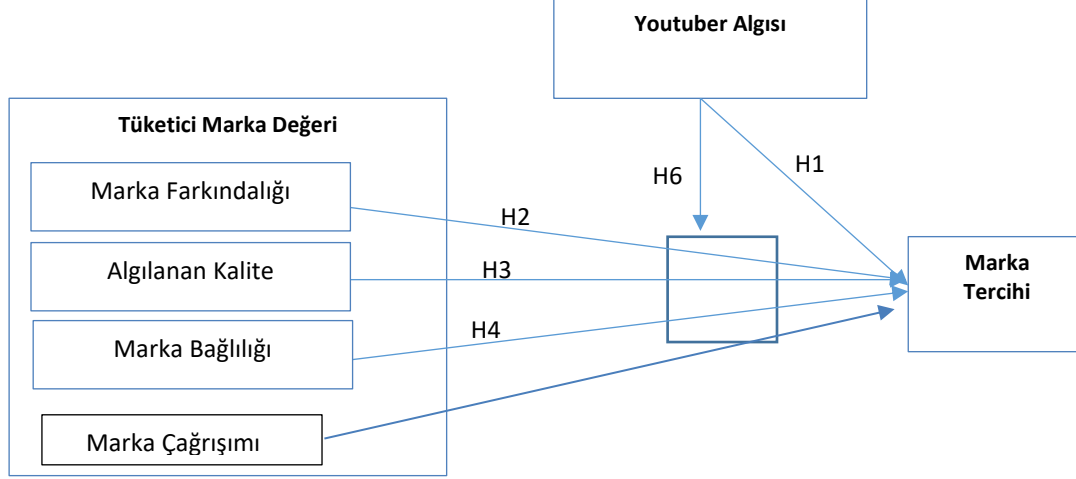 Youtuber Algısı
Tüketici Marka Değeri
Marka Farkındalığı
H6
H1
H2
Algılanan Kalite
H3
Marka
Tercihi
Marka Bağlılığı
H4
Marka Çağrışımı